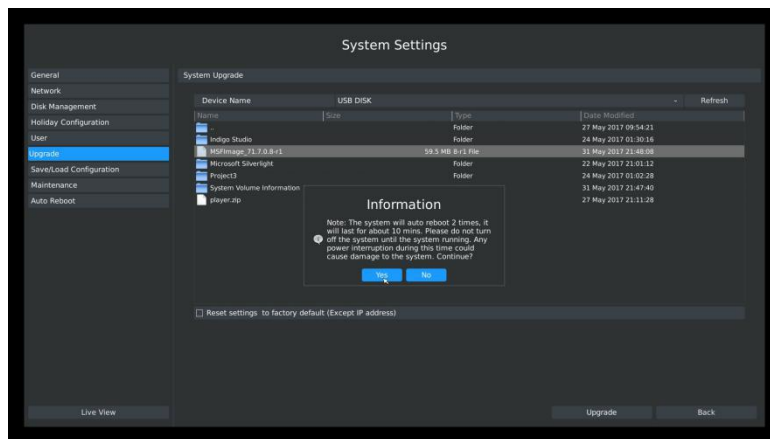 System Settings
General
Network
Disk Management
Holiday Configuration
User
Upgrade
Save/Load Configuration
Maintenance
Auto Reboot
Live View
System Upgrade
Device Name USB DISK Refresh
Name Size Type Date Modified
.. Folder 27 May 2017 09:54:21
Indigo Studio Folder 24 May 2017 01:30:16
MSFImage_71.7.0.8-r1 59.5 MB 8-r1 File 31 May 2017 21:48:08
Microsoft Silverlight Folder 22 May 2017 21:01:12
Project3 Folder 24 May 2017 01:02:28
System Volume Information 31 May 2017 21:47:40
player.zip 27 May 2017 21:11:28
Information
Note: The system will auto reboot 2 times, it
will last for about 10 mins. Please do not turn
off the system until the system running. Any
power interruption during this time could
cause damage to the system. Continue?
Yes No
Reset settings to factory default (Except IP address)
Upgrade Back